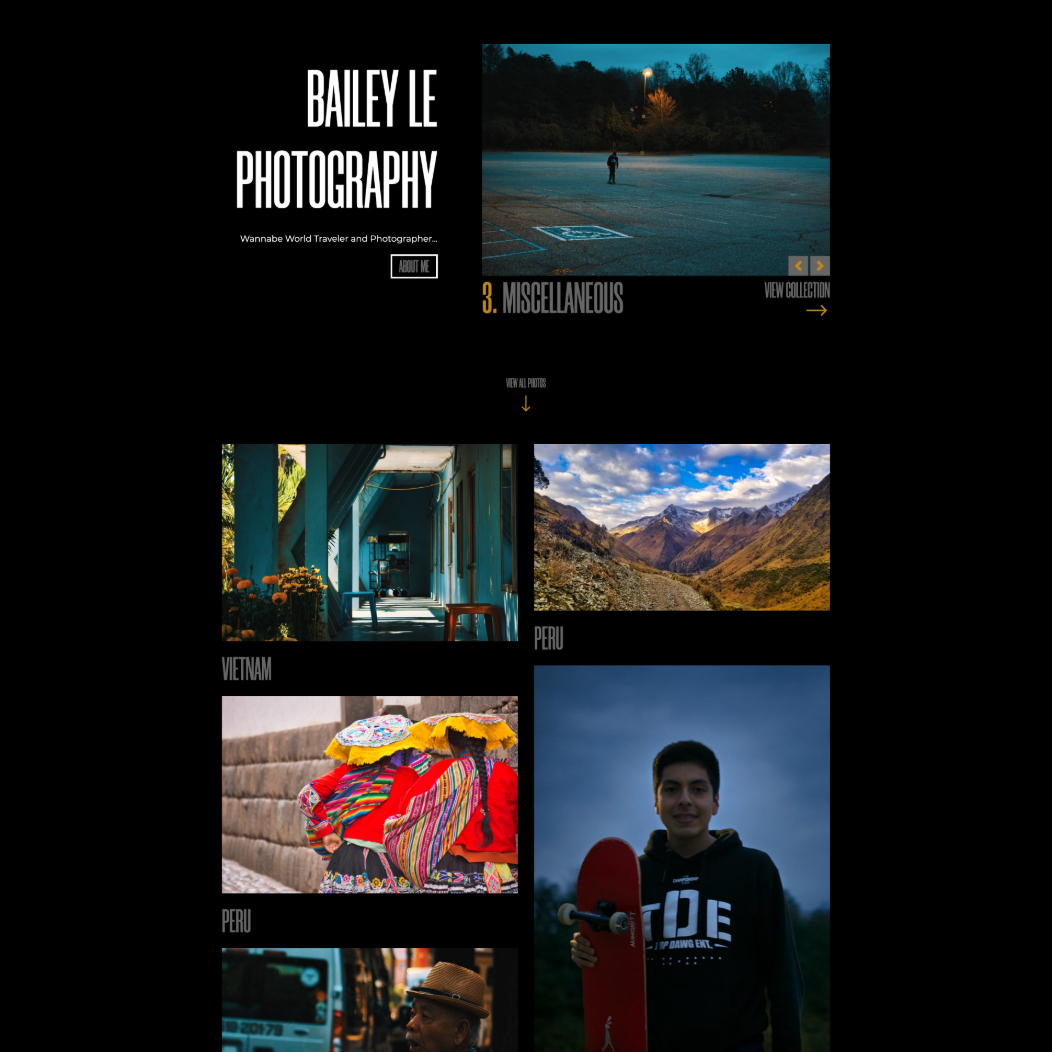 BAILEY LE
PHOTOGRAPHY
Wannabe World Traveler and Photographer...
ABOUT ME
3. MISCELLANEOUS
VIEW COLLECTION
VIEW ALL PHOTOS
VIETNAM
PERU
PERU
TDE
TOP DAWG ENT.